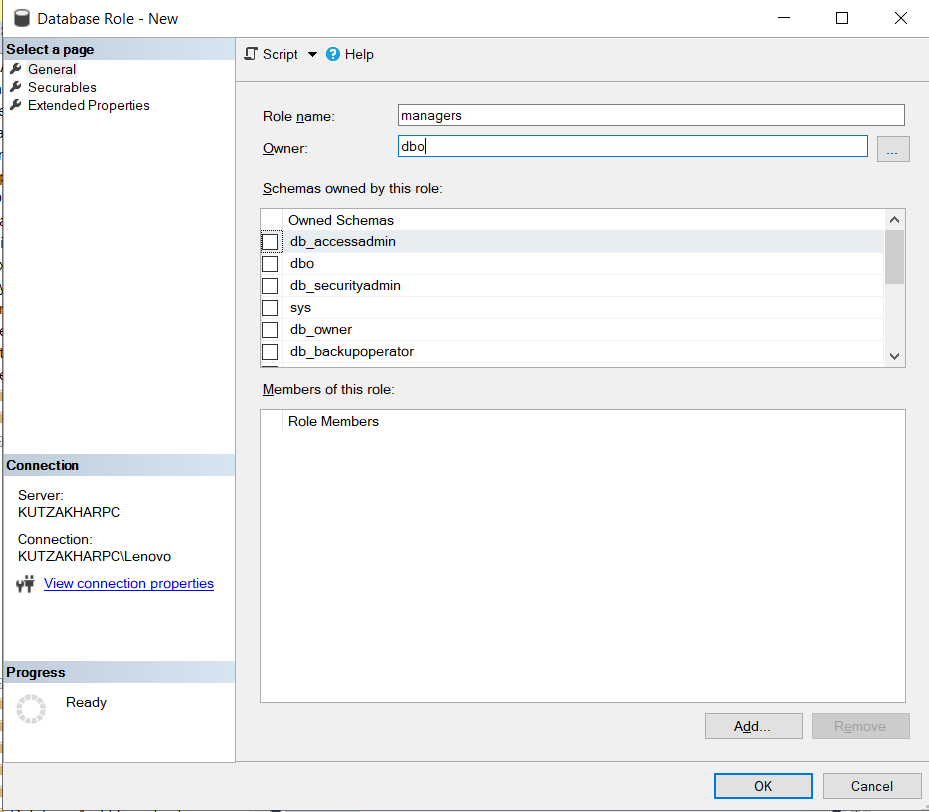 Database Role - New
Select a page
General
Securables
Extended Properties
Script
Help
Role name:
managers
Owner:
dbo
...
Schemas owned by this role:
Owned Schemas
db_accessadmin
dbo
db_securityadmin
sys
db_owner
db_backupoperator
Members of this role:
Role Members
Connection
Server:
KUTZAKHARPC
Connection:
KUTZAKHARPC\Lenovo
View connection properties
Progress
Ready
Add...
Remove
OK
Cancel